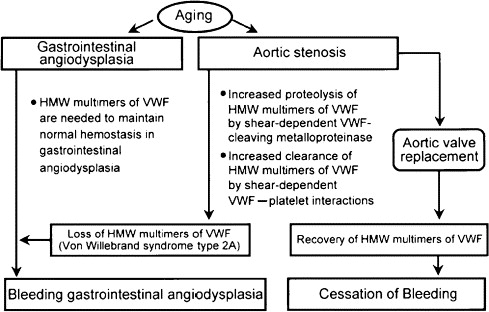 Aging
Gastrointestinal
angiodysplasia
Aortic stenosis
● HMW multimers of VWF
are needed to maintain
normal hemostasis in
gastrointestinal
angiodysplasia
● Increased proteolysis of
HMW multimers of VWF
by shear-dependent VWF-
cleaving metalloproteinase
● Increased clearance of
HMW multimers of VWF
by shear-dependent
VWF–platelet interactions
Aortic valve
replacement
Loss of HMW multimers of VWF
(Von Willebrand syndrome type 2A)
Recovery of HMW multimers of VWF
Bleeding gastrointestinal angiodysplasia
Cessation of Bleeding